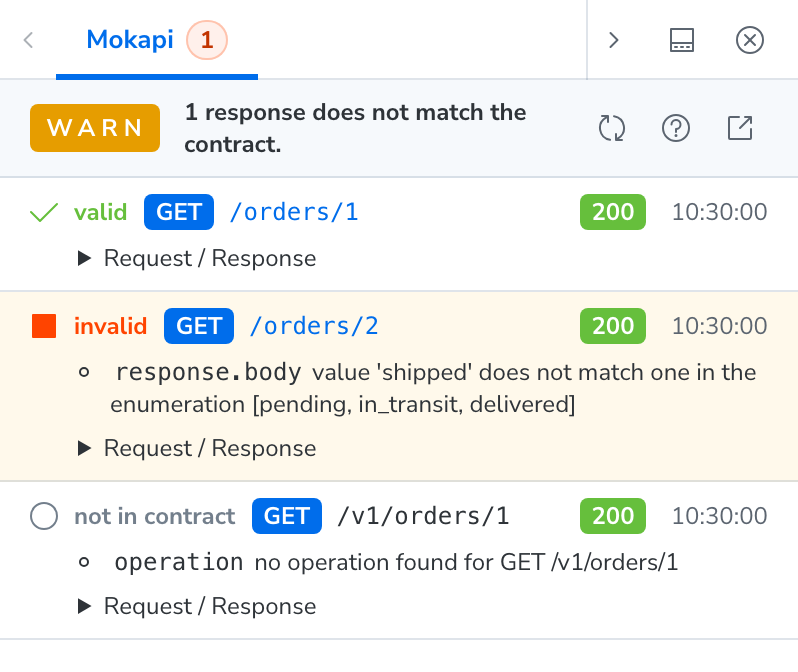 Mokapi 1
WARN
1 response does not match the
contract.
valid GET /orders/1 200 10:30:00
Request / Response
invalid GET /orders/2 200 10:30:00
response.body value 'shipped' does not match one in the
enumeration [pending, in_transit, delivered]
Request / Response
not in contract GET /v1/orders/1 200 10:30:00
operation no operation found for GET /v1/orders/1
Request / Response